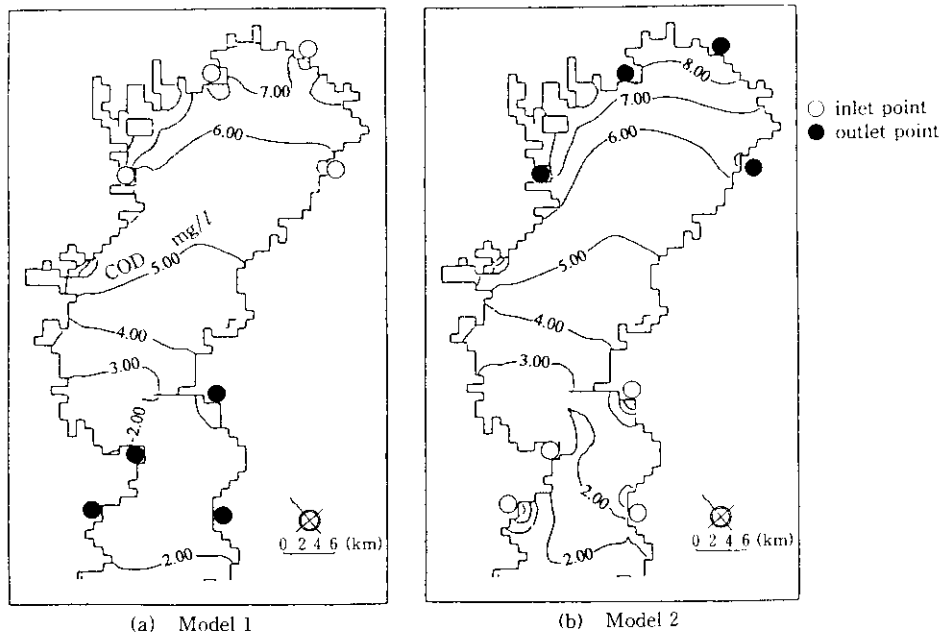 7.00
6.00
COD mg/l
5.00
4.00
3.00
2.00
2.00
0 2 4 6 (km)
(a) Model 1
8.00
7.00
6.00
5.00
4.00
3.00
2.00
2.00
0 2 4 6 (km)
(b) Model 2
inlet point
outlet point